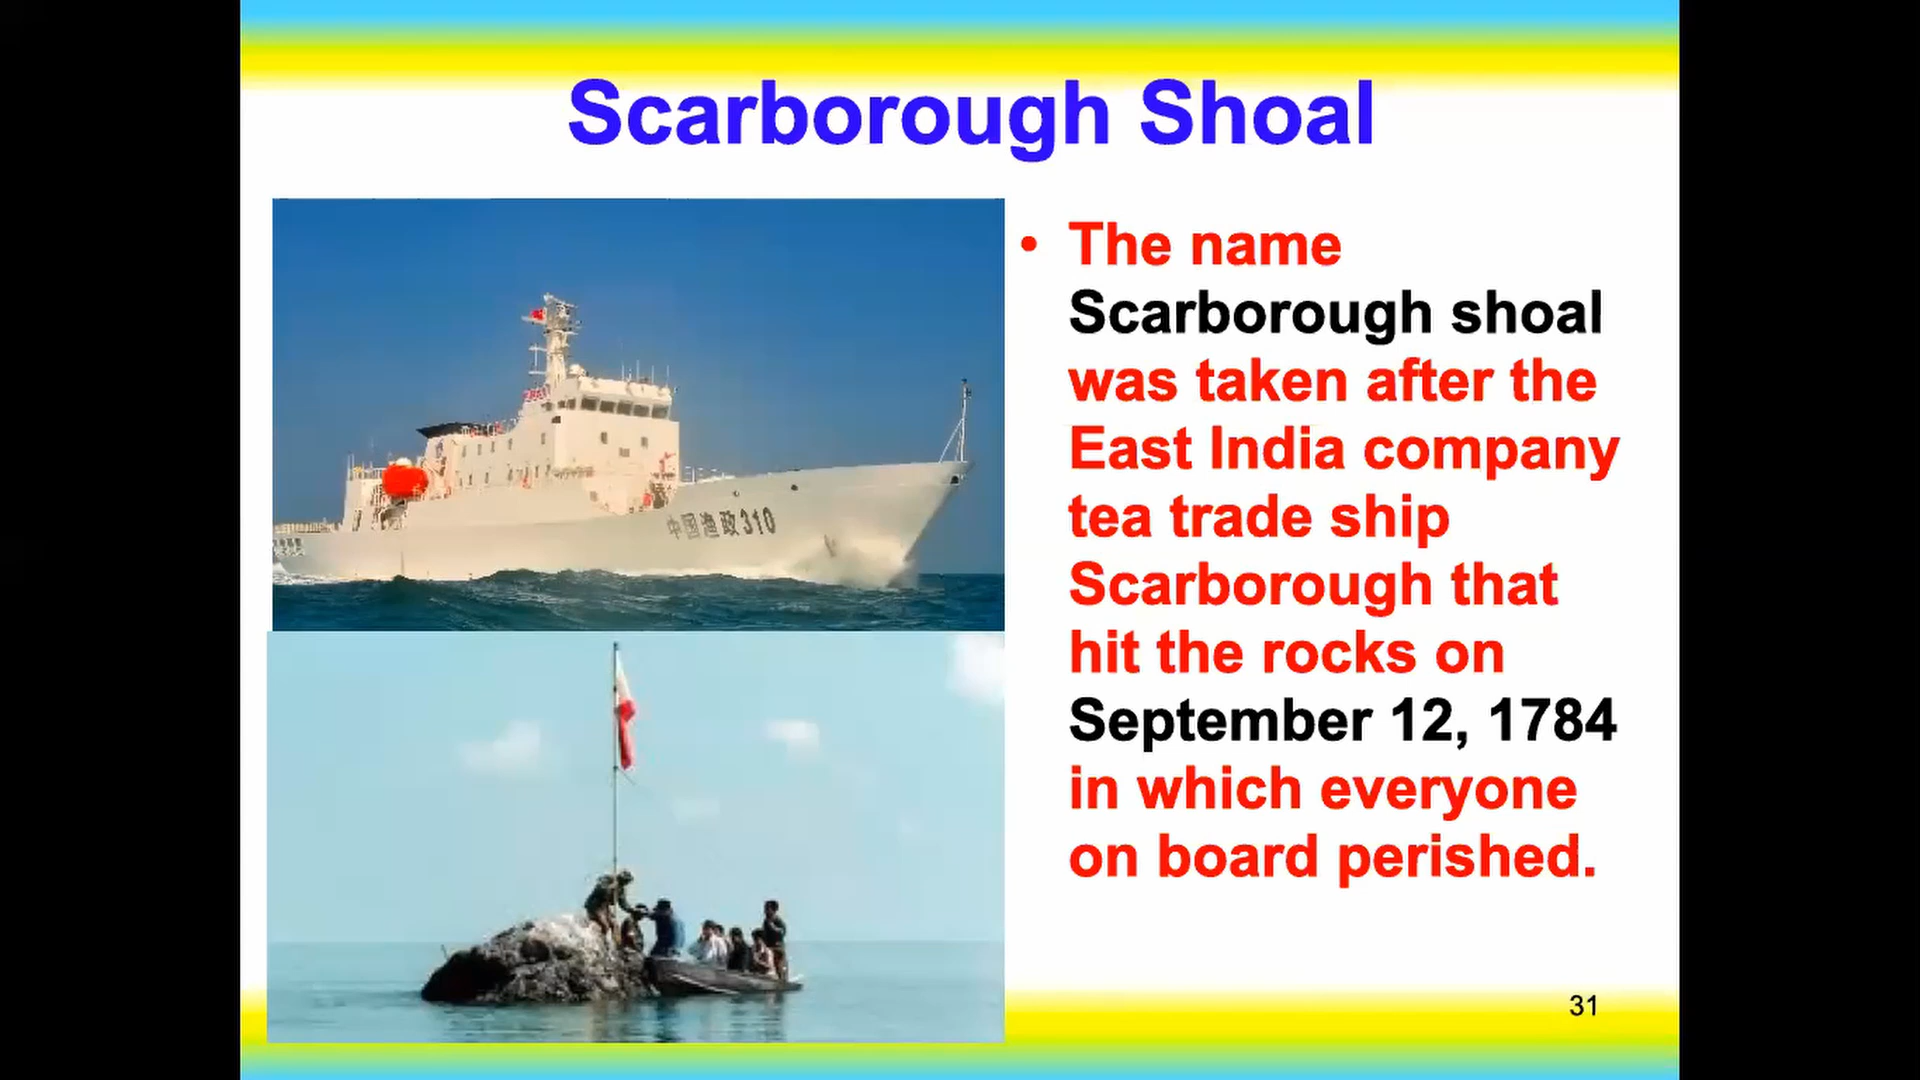 Scarborough Shoal
中国渔政310
• The name
Scarborough shoal
was taken after the
East India company
tea trade ship
Scarborough that
hit the rocks on
September 12, 1784
in which everyone
on board perished.
31